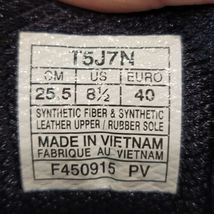 T5J7N
CM US EURO
25.5 8½ 40
SYNTHETIC FIBER & SYNTHETIC
LEATHER UPPER / RUBBER SOLE
MADE IN VIETNAM
FABRIQUE AU VIETNAM
F450915 PV